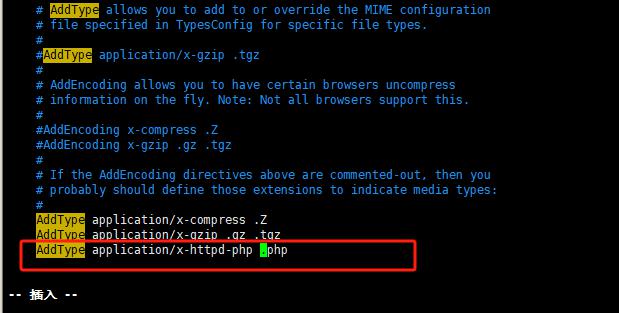 # AddType allows you to add to or override the MIME configuration
# file specified in TypesConfig for specific file types.
#
#AddType application/x-gzip .tgz
#
# AddEncoding allows you to have certain browsers uncompress
# information on the fly. Note: Not all browsers support this.
#
#AddEncoding x-compress .Z
#AddEncoding x-gzip .gz .tgz
#
# If the AddEncoding directives above are commented-out, then you
# probably should define those extensions to indicate media types:
#
AddType application/x-compress .Z
AddType application/x-gzip .gz .tgz
AddType application/x-httpd-php .php
-- 插入 --